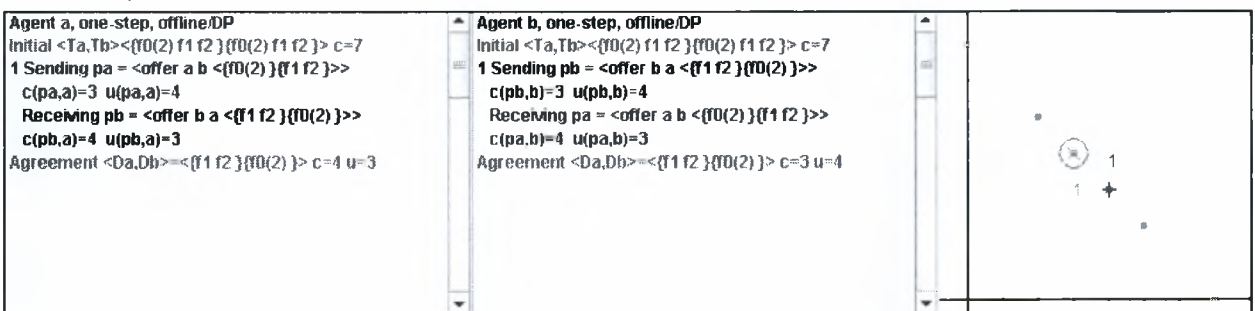 Agent a, one-step, offline/DP
Initial <Ta,Tb><{f0(2) f1 f2 }{f0(2) f1 f2 }> c=7
1 Sending pa = <offer a b <{f0(2) }{f1 f2 }>>
c(pa,a)=3 u(pa,a)=4
Receiving pb = <offer b a <{f1 f2 }{f0(2) }>>
c(pb,a)=4 u(pb,a)=3
Agreement <Da,Db>=<{f1 f2 }{f0(2) }> c=4 u=3
Agent b, one-step, offline/DP
Initial <Ta,Tb><{f0(2) f1 f2 }{f0(2) f1 f2 }> c=7
1 Sending pb = <offer b a <{f1 f2 }{f0(2) }>>
c(pb,b)=3 u(pb,b)=4
Receiving pa = <offer a b <{f0(2) }{f1 f2 }>>
c(pa,b)=4 u(pa,b)=3
Agreement <Da,Db>=<{f1 f2 }{f0(2) }> c=3 u=4
1
1